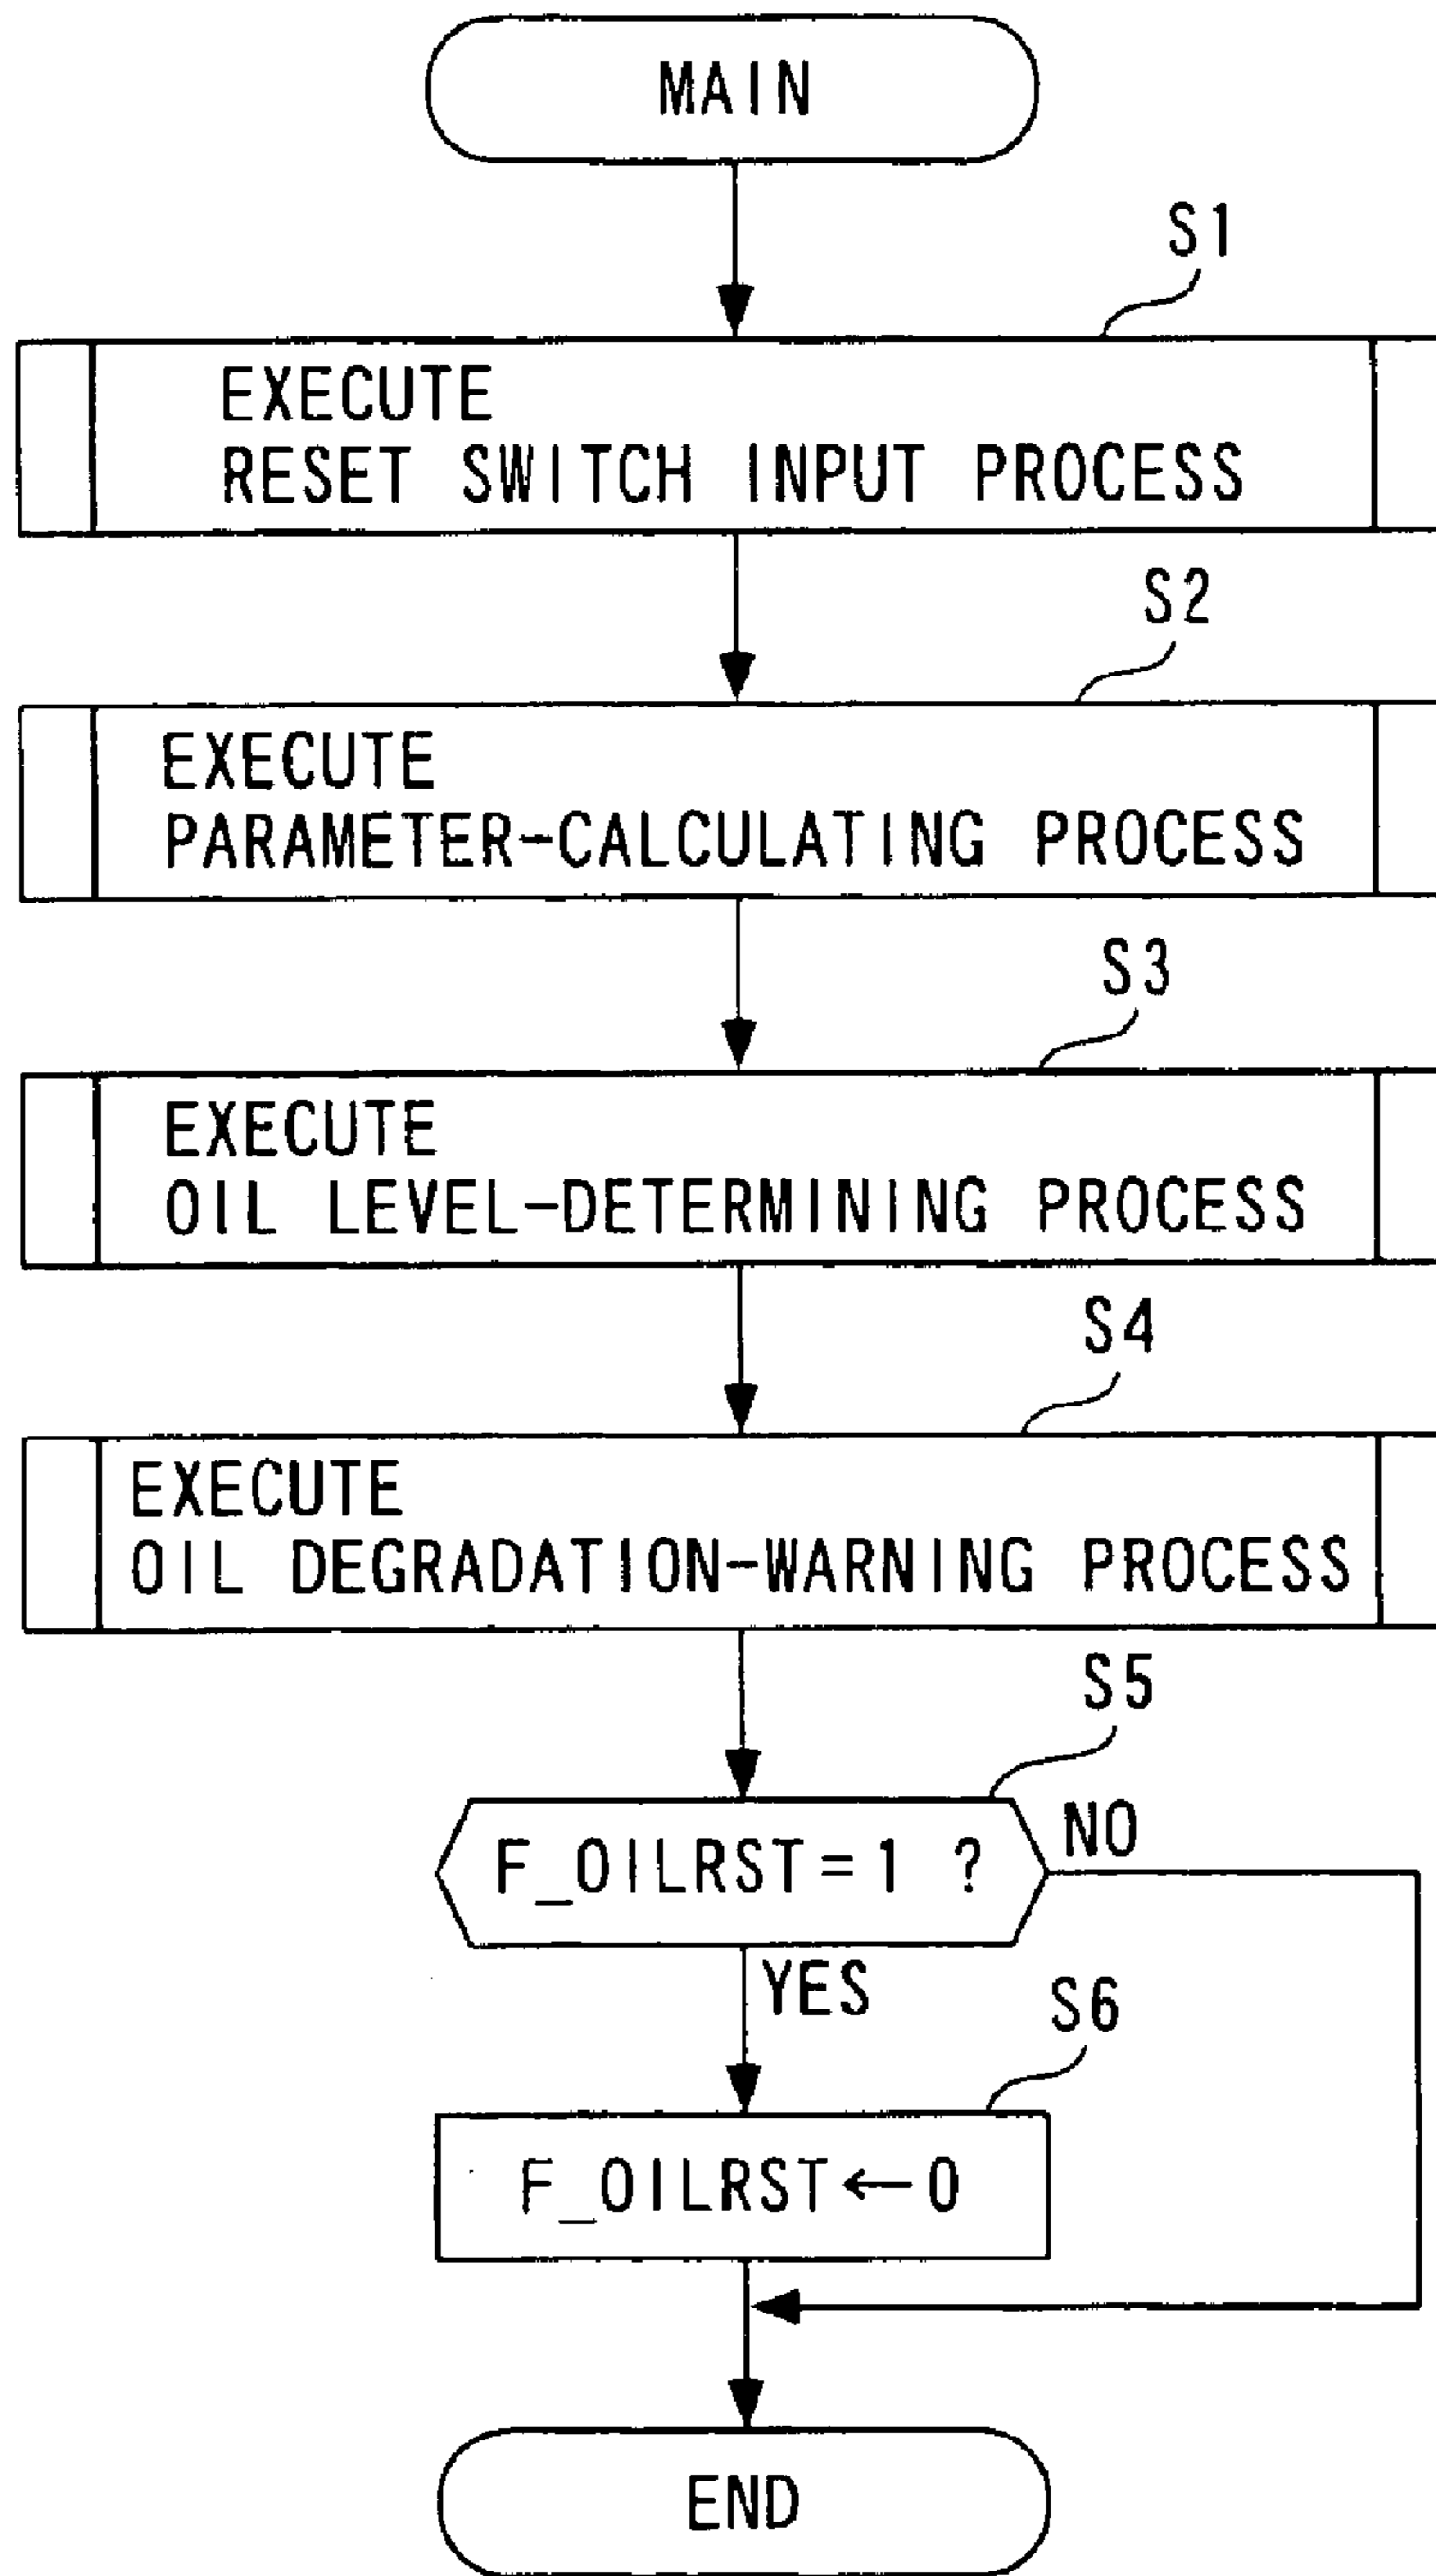 MAIN
S1
EXECUTE
RESET SWITCH INPUT PROCESS
S2
EXECUTE
PARAMETER-CALCULATING PROCESS
S3
EXECUTE
OIL LEVEL-DETERMINING PROCESS
S4
EXECUTE
OIL DEGRADATION-WARNING PROCESS
S5
F_OILRST=1 ?
NO
YES
S6
F_OILRST←0
END